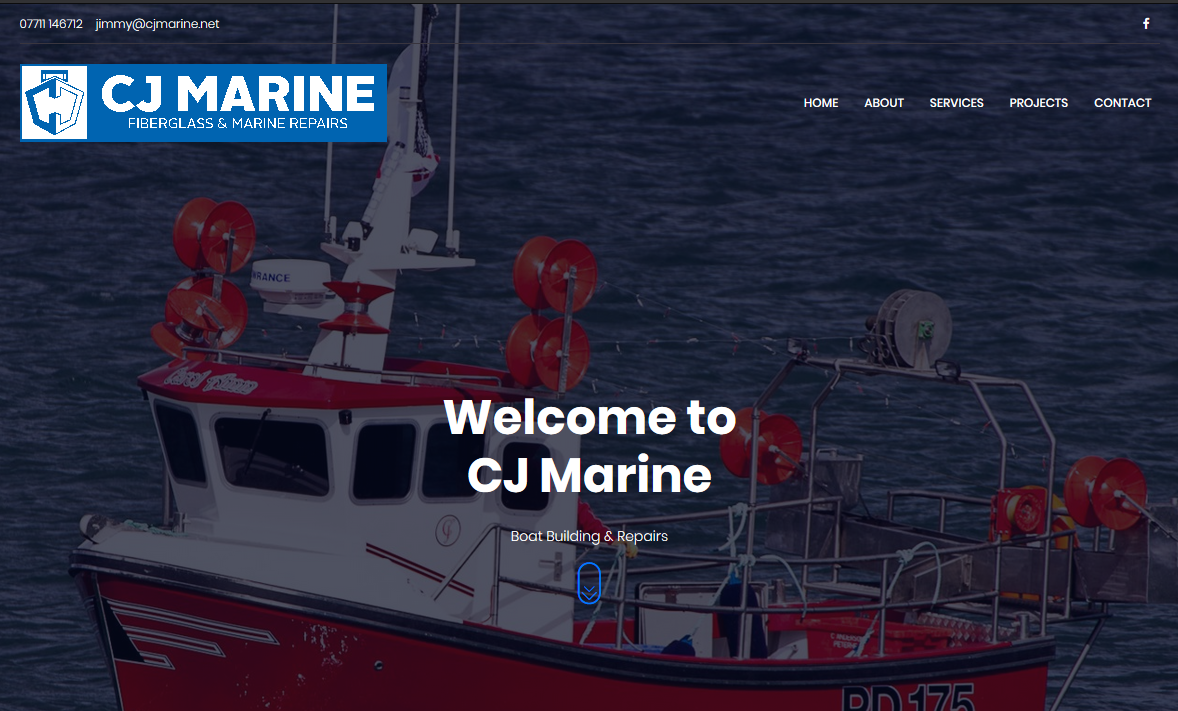 07711 146712 jimmy@cjmarine.net
CJ MARINE
FIBERGLASS & MARINE REPAIRS
HOME ABOUT SERVICES PROJECTS CONTACT
Welcome to
CJ Marine
Boat Building & Repairs
PD 175